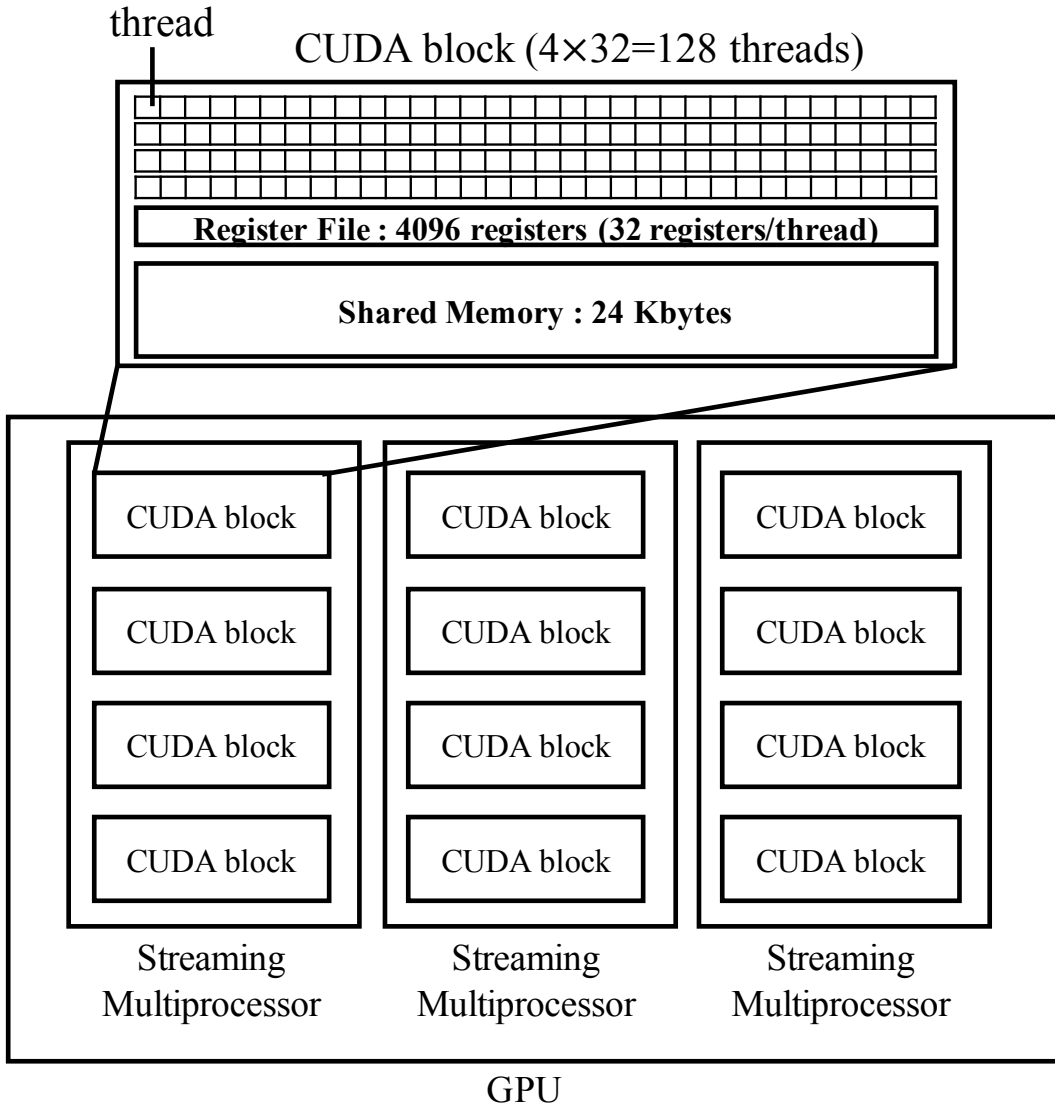 thread
CUDA block (4×32=128 threads)
Register File : 4096 registers (32 registers/thread)
Shared Memory : 24 Kbytes
CUDA block
CUDA block
CUDA block
CUDA block
CUDA block
CUDA block
CUDA block
CUDA block
CUDA block
CUDA block
CUDA block
CUDA block
Streaming
Multiprocessor
Streaming
Multiprocessor
Streaming
Multiprocessor
GPU